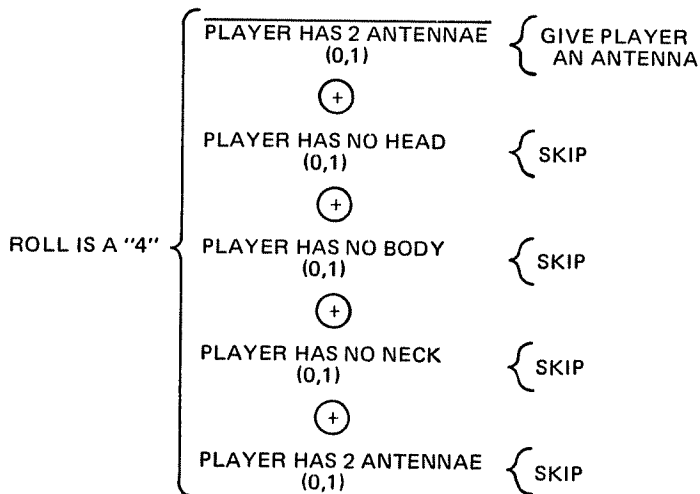 PLAYER HAS 2 ANTENNAE { GIVE PLAYER
(0,1) AN ANTENNA
+
PLAYER HAS NO HEAD { SKIP
(0,1)
+
ROLL IS A "4" { PLAYER HAS NO BODY { SKIP
(0,1)
+
PLAYER HAS NO NECK { SKIP
(0,1)
+
PLAYER HAS 2 ANTENNAE { SKIP
(0,1)